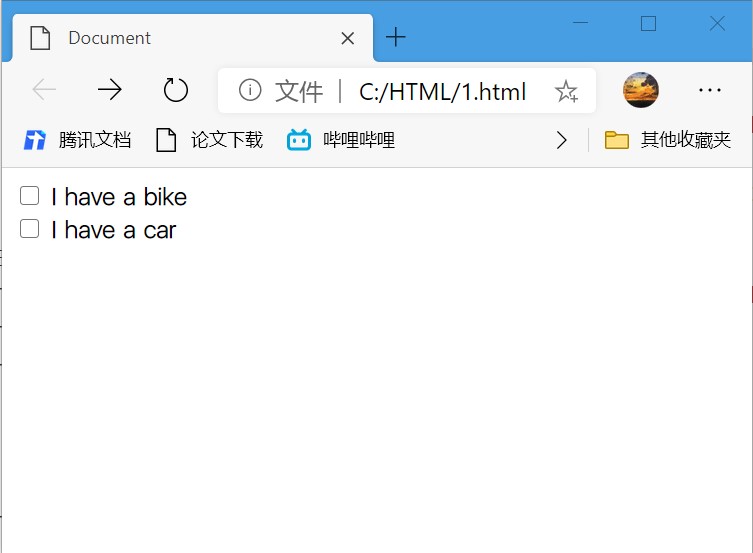 Document
文件 | C:/HTML/1.html
腾讯文档 论文下载 哔哩哔哩 其他收藏夹
I have a bike
I have a car